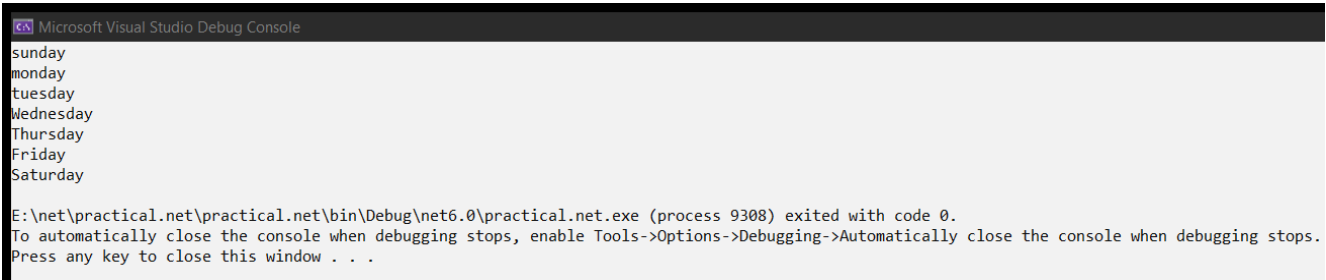 Microsoft Visual Studio Debug Console
sunday
monday
tuesday
Wednesday
Thursday
Friday
Saturday
E:\net\practical.net\practical.net\bin\Debug\net6.0\practical.net.exe (process 9308) exited with code 0.
To automatically close the console when debugging stops, enable Tools->Options->Debugging->Automatically close the console when debugging stops.
Press any key to close this window . . .